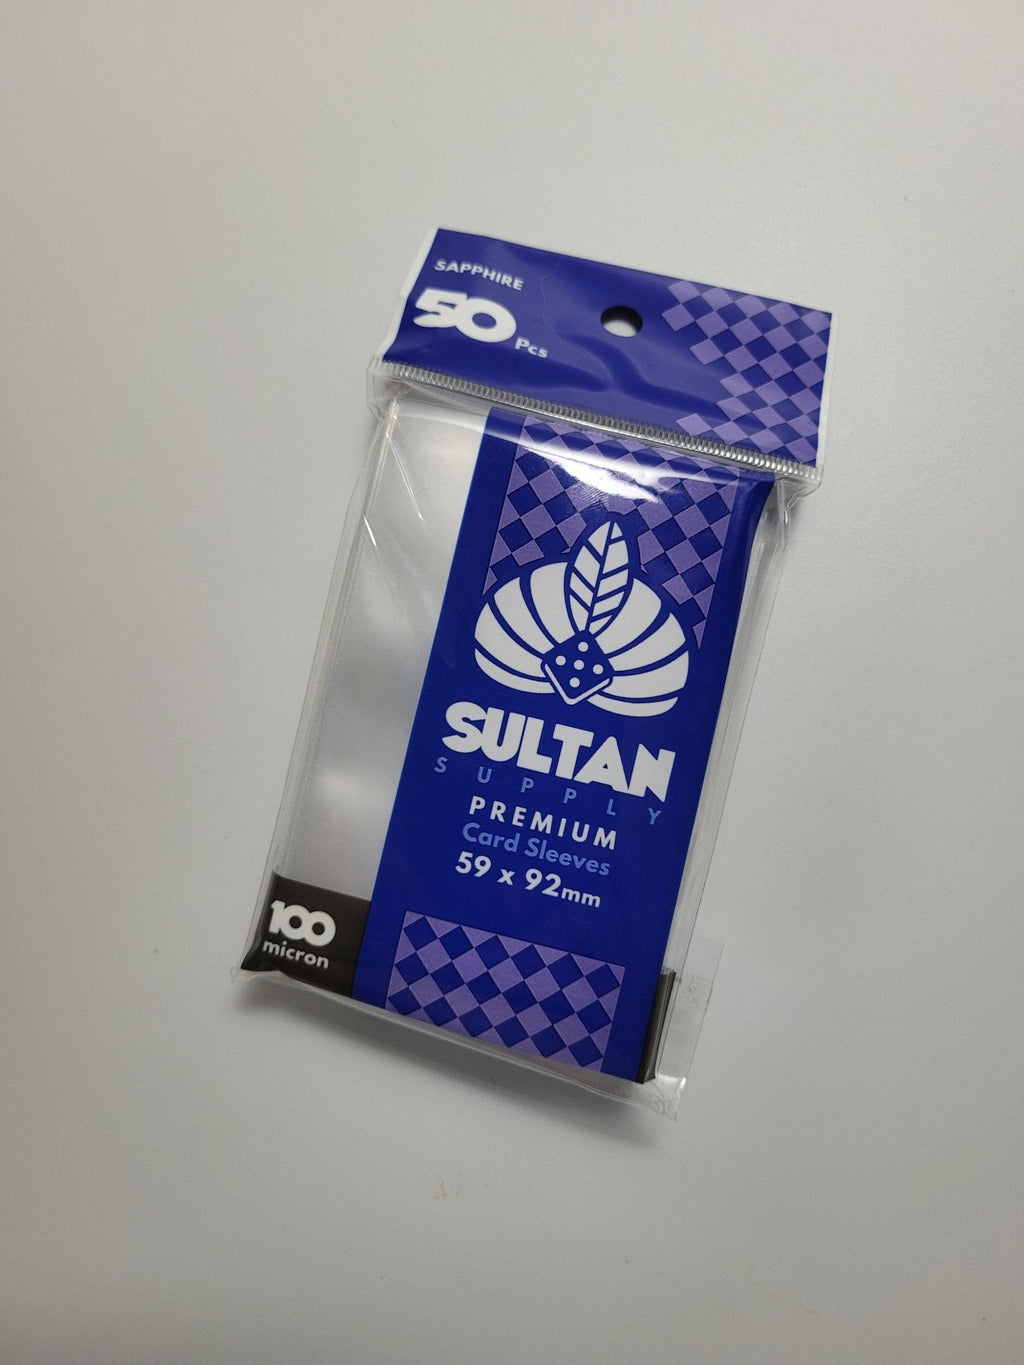 SAPPHIRE
50 Pcs
SULTAN
SUPPLY
PREMIUM
Card Sleeves
59 x 92mm
100
micron